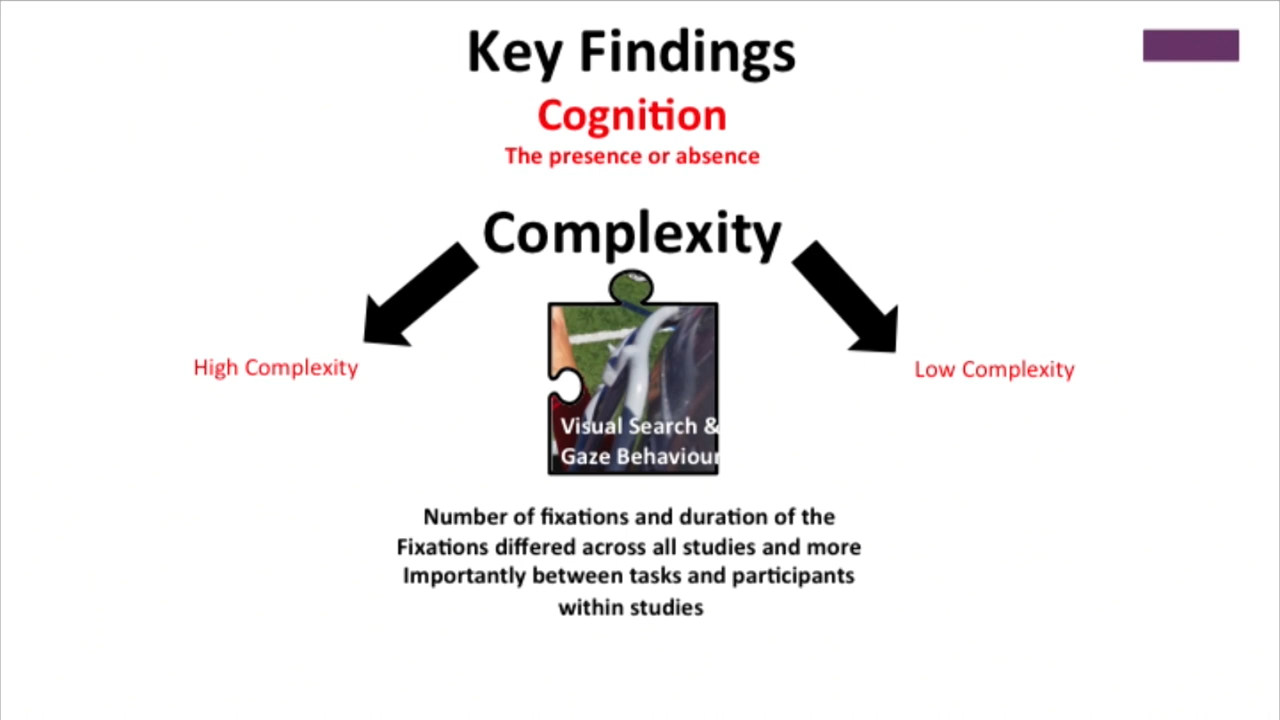 Key Findings
Cognition
The presence or absence
Complexity
High Complexity
Low Complexity
Visual Search &
Gaze Behaviour
Number of fixations and duration of the
Fixations differed across all studies and more
Importantly between tasks and participants
within studies